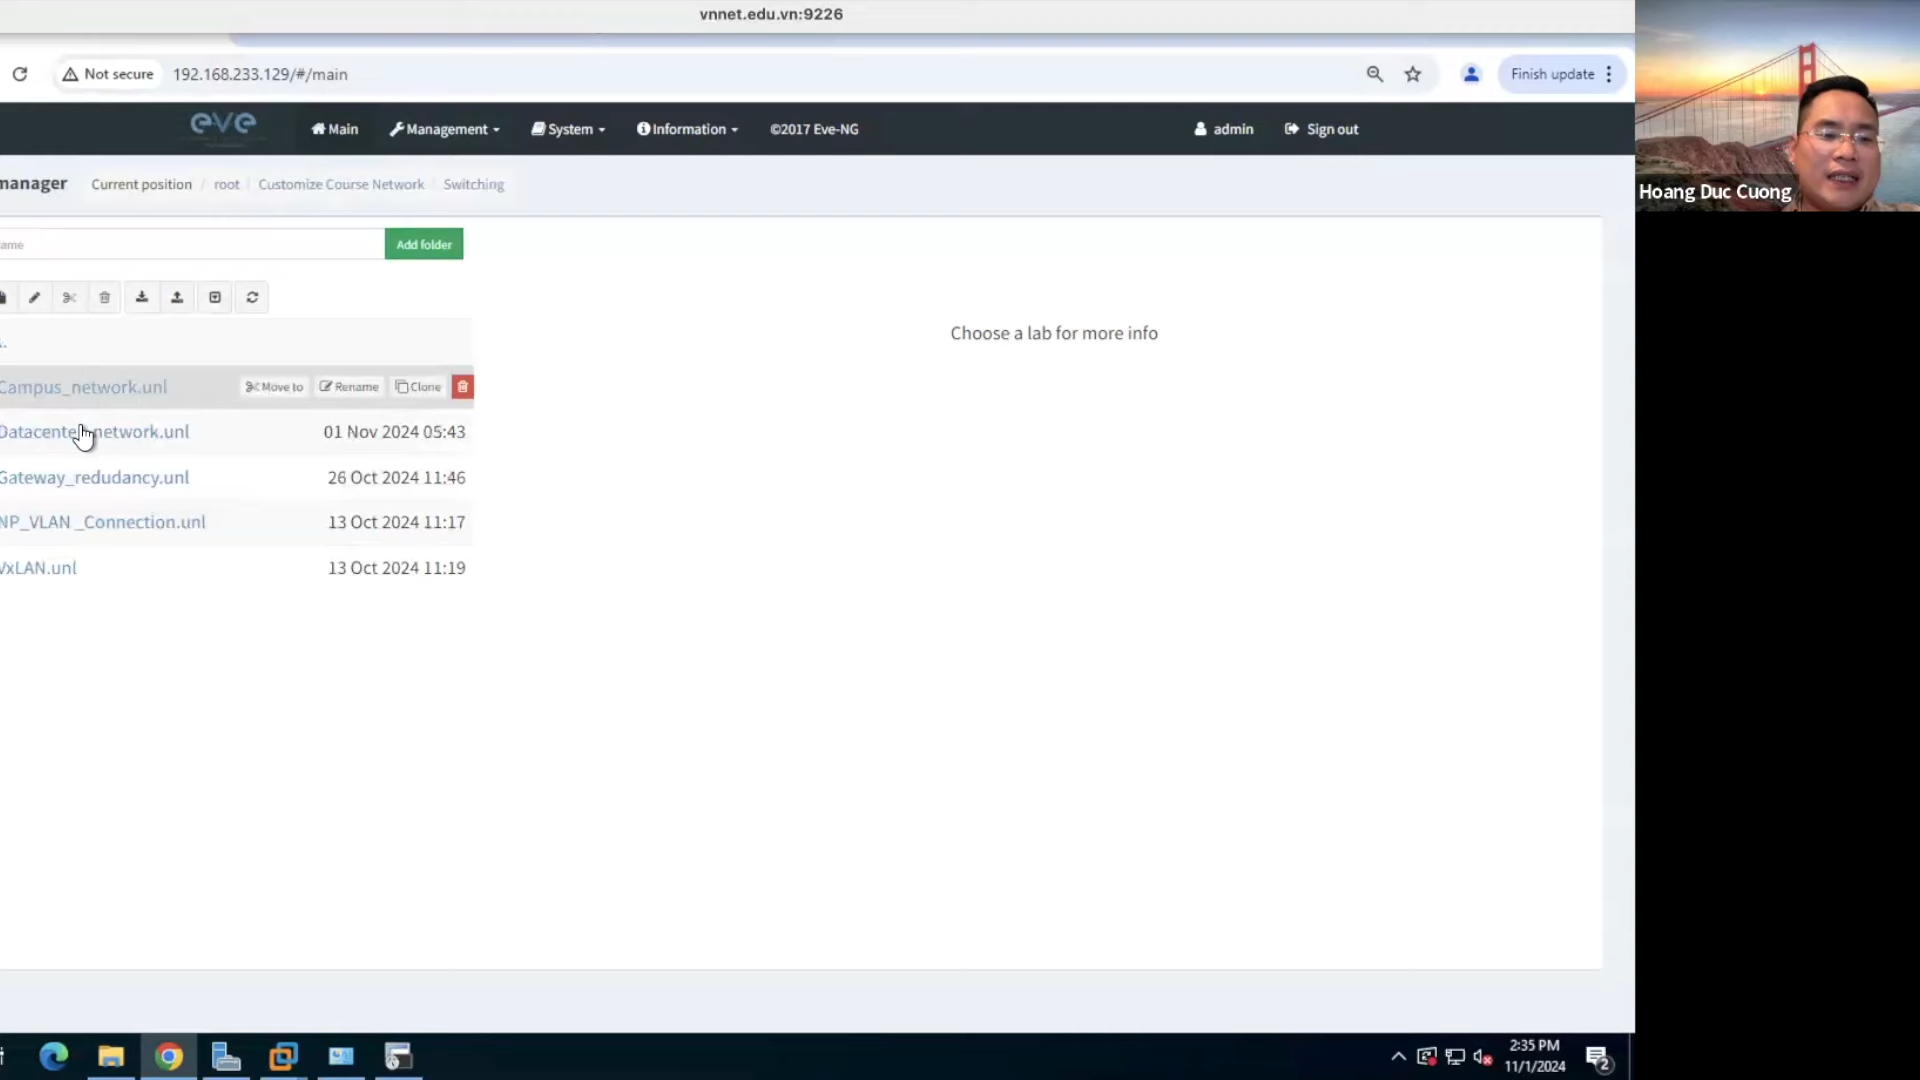 vnnet.edu.vn:9226
Not secure 192.168.233.129/#/main Finish update
eve Main Management System Information ©2017 Eve-NG admin Sign out
manager Current position / root / Customize Course Network / Switching
ame Add folder
Choose a lab for more info
Campus_network.unl Move to Rename Clone
Datacenter_network.unl 01 Nov 2024 05:43
Gateway_redudancy.unl 26 Oct 2024 11:46
NP_VLAN _Connection.unl 13 Oct 2024 11:17
VxLAN.unl 13 Oct 2024 11:19
Hoang Duc Cuong
2:35 PM
11/1/2024
2